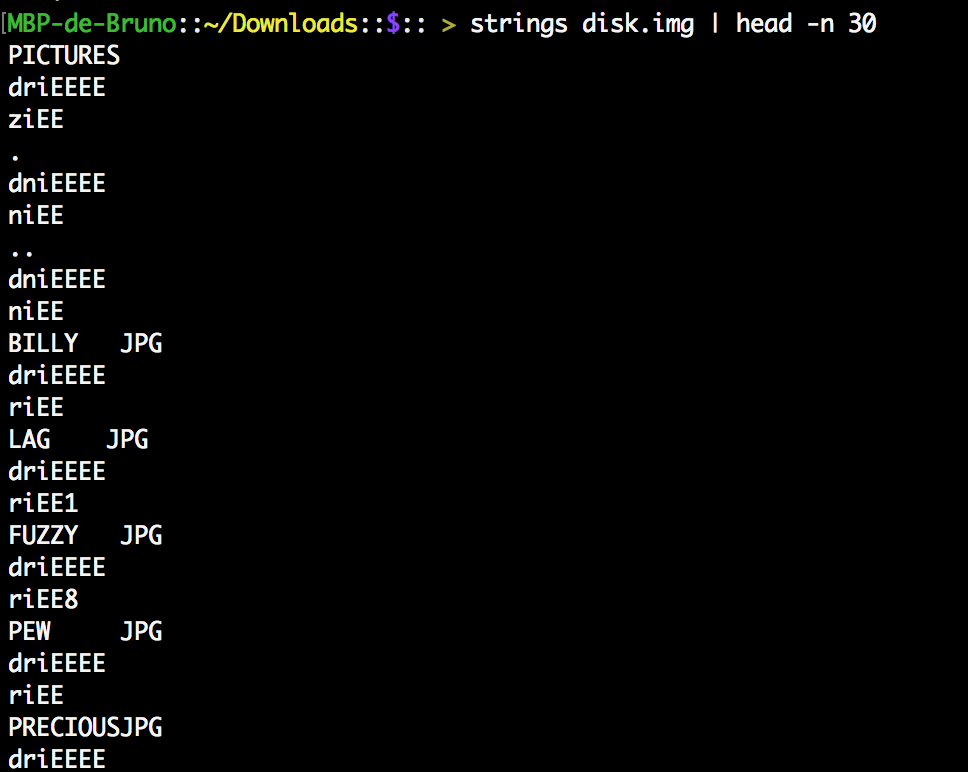 [MBP-de-Bruno::~/Downloads::$:: > strings disk.img | head -n 30
PICTURES
driEEEE
ziEE
.
dniEEEE
niEE
..
dniEEEE
niEE
BILLY   JPG
driEEEE
riEE
LAG    JPG
driEEEE
riEE1
FUZZY   JPG
driEEEE
riEE8
PEW     JPG
driEEEE
riEE
PRECIOUSJPG
driEEEE